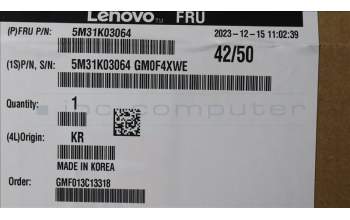 Lenovo™ FRU
(P)FRU P/N: 5M31K03064 2023-12-15 11:02:39
42/50
(1S)P/N, S/N: 5M31K03064 GM0F4XWE
Quantity: 1
(4L)Origin: KR
MADE IN KOREA
Order: GMF013C13318